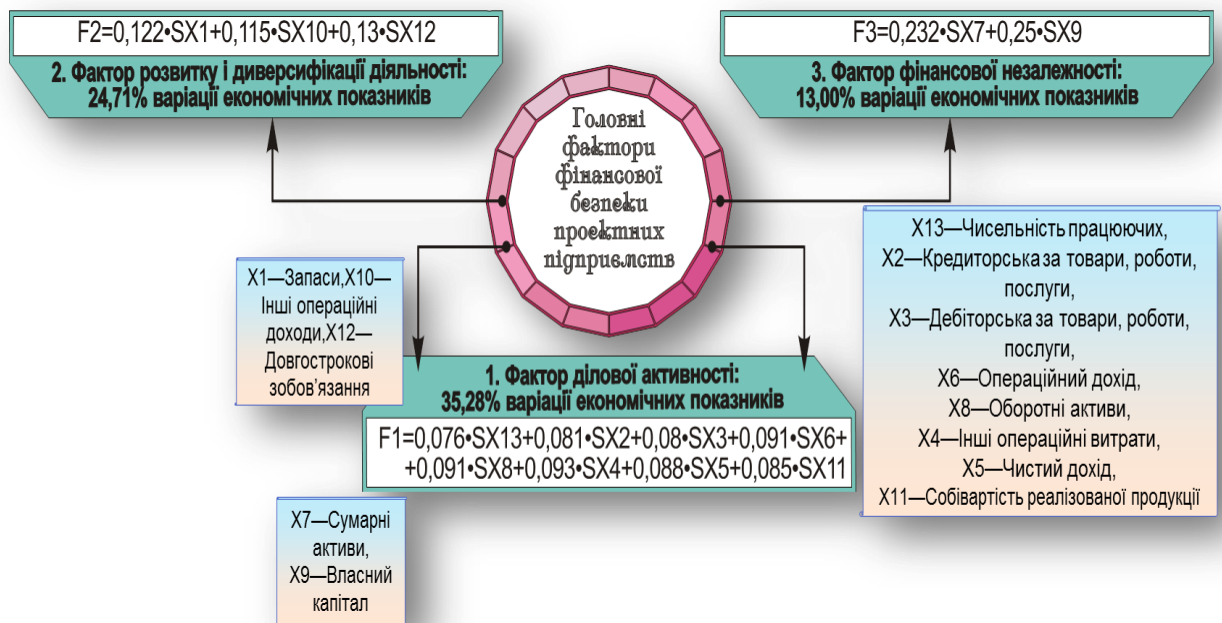 F2=0,122•SX1+0,115•SX10+0,13•SX12
2. Фактор розвитку і диверсифікації діяльності:
24,71% варіації економічних показників
F3=0,232•SX7+0,25•SX9
3. Фактор фінансової незалежності:
13,00% варіації економічних показників
Головні
фактори
фінансової
безпеки
проектних
підприємств
X1—Запаси,X10—
Інші операційні
доходи,X12—
Довгострокові
зобов’язання
X13—Чисельність працюючих,
X2—Кредиторська за товари, роботи,
послуги,
X3—Дебіторська за товари, роботи,
послуги,
X6—Операційний дохід,
X8—Оборотні активи,
X4—Інші операційні витрати,
X5—Чистий дохід,
X11—Собівартість реалізованої продукції
1. Фактор ділової активності:
35,28% варіації економічних показників
F1=0,076•SX13+0,081•SX2+0,08•SX3+0,091•SX6+
+0,091•SX8+0,093•SX4+0,088•SX5+0,085•SX11
X7—Сумарні
активи,
X9—Власний
капітал